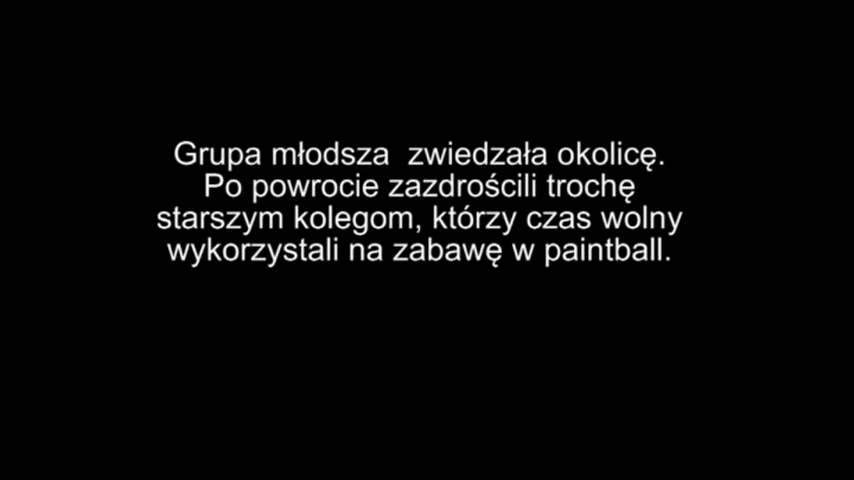 Grupa młodsza  zwiedzała okolicę.
Po powrocie zazdrościli trochę
starszym kolegom, którzy czas wolny
wykorzystali na zabawę w paintball.